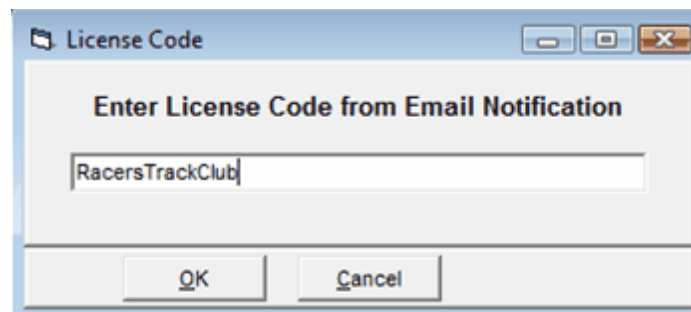 License Code
Enter License Code from Email Notification
RacersTrackClub
OK
Cancel